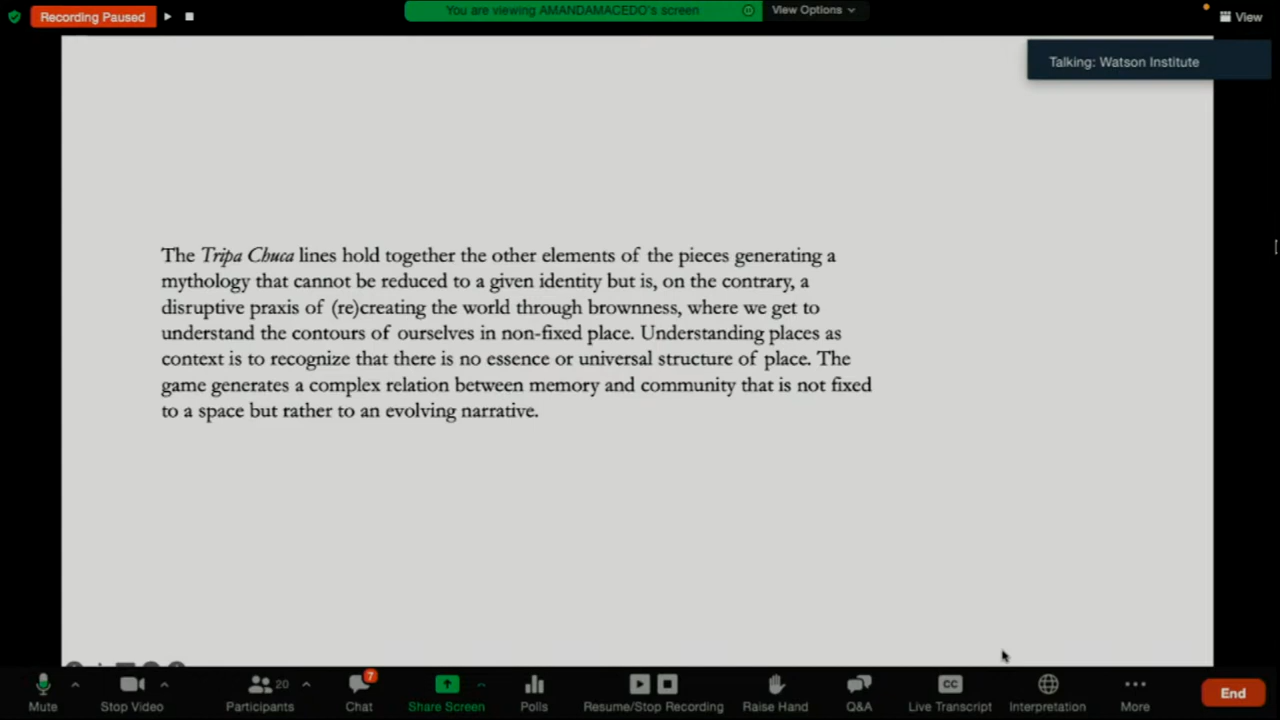 Recording Paused
You are viewing AMANDAMACEDO's screen
View Options
View
Talking: Watson Institute
The Tripa Chuca lines hold together the other elements of the pieces generating a
mythology that cannot be reduced to a given identity but is, on the contrary, a
disruptive praxis of (re)creating the world through brownness, where we get to
understand the contours of ourselves in non-fixed place. Understanding places as
context is to recognize that there is no essence or universal structure of place. The
game generates a complex relation between memory and community that is not fixed
to a space but rather to an evolving narrative.
Mute
Stop Video
20
Participants
7
Chat
Share Screen
Polls
Resume/Stop Recording
Raise Hand
Q&A
CC
Live Transcript
Interpretation
More
End